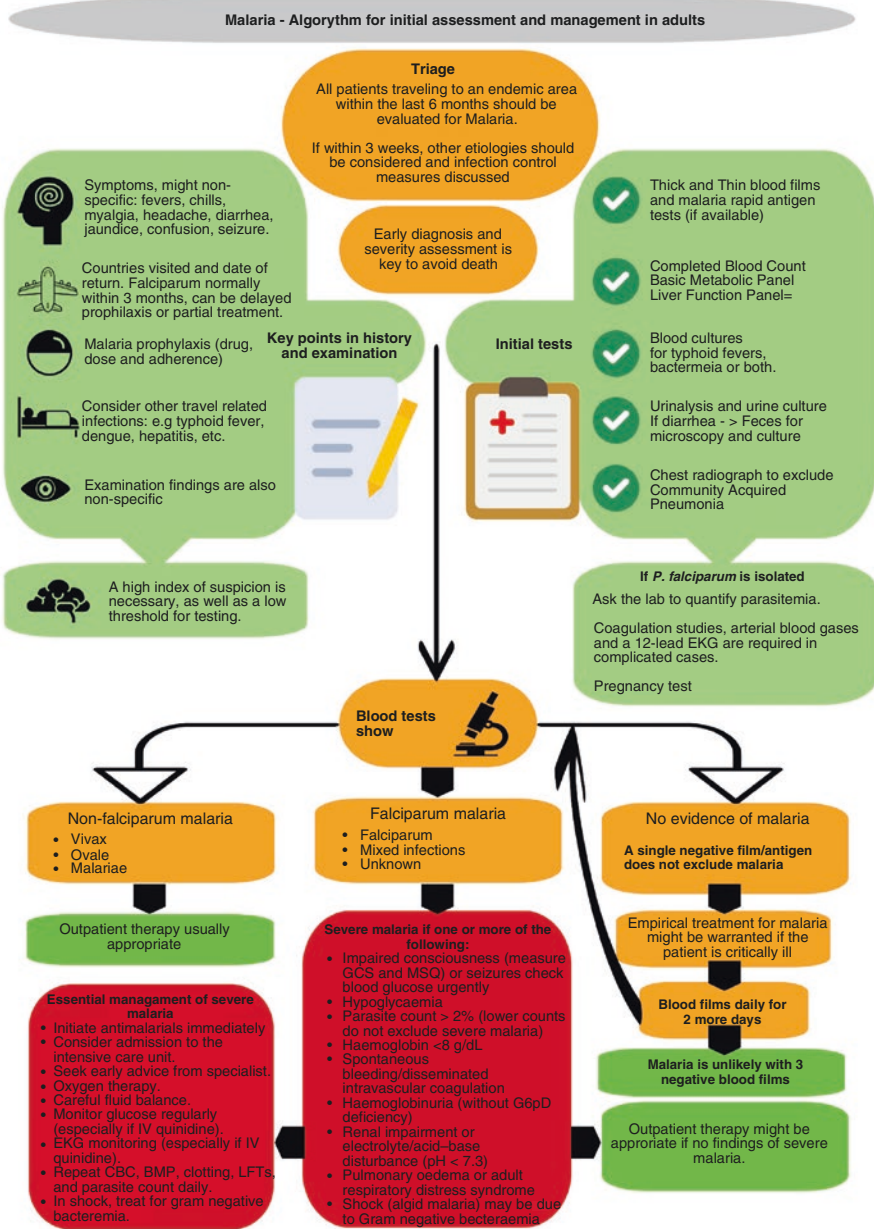 Malaria - Algorythm for initial assessment and management in adults
Triage
All patients traveling to an endemic area
within the last 6 months should be
evaluated for Malaria.
If within 3 weeks, other etiologies should
be considered and infection control
measures discussed
Early diagnosis and
severity assessment is
key to avoid death
Symptoms, might non-
specific: fevers, chills,
myalgia, headache, diarrhea,
jaundice, confusion, seizure.
Countries visited and date of
return. Falciparum normally
within 3 months, can be delayed
prophilaxis or partial treatment.
Malaria prophylaxis (drug,
dose and adherence)
Consider other travel related
infections: e.g typhoid fever,
dengue, hepatitis, etc.
Examination findings are also
non-specific
Key points in history
and examination
A high index of suspicion is
necessary, as well as a low
threshold for testing.
Initial tests
Thick and Thin blood films
and malaria rapid antigen
tests (if available)
Completed Blood Count
Basic Metabolic Panel
Liver Function Panel=
Blood cultures
for typhoid fevers,
bactermeia or both.
Urinalysis and urine culture
If diarrhea - > Feces for
microscopy and culture
Chest radiograph to exclude
Community Acquired
Pneumonia
If P. falciparum is isolated
Ask the lab to quantify parasitemia.
Coagulation studies, arterial blood gases
and a 12-lead EKG are required in
complicated cases.
Pregnancy test
Blood tests
show
Non-falciparum malaria
• Vivax
• Ovale
• Malariae
Outpatient therapy usually
appropriate
Essential managament of severe
malaria
• Initiate antimalarials immediately
• Consider admission to the
intensive care unit.
• Seek early advice from specialist.
• Oxygen therapy.
• Careful fluid balance.
• Monitor glucose regularly
(especially if IV quinidine).
• EKG monitoring (especially if IV
quinidine).
• Repeat CBC, BMP, clotting, LFTs,
and parasite count daily.
• In shock, treat for gram negative
bacteremia.
Falciparum malaria
• Falciparum
• Mixed infections
• Unknown
Severe malaria if one or more of the
following:
• Impaired consciousness (measure
GCS and MSQ) or seizures check
blood glucose urgently
• Hypoglycaemia
• Parasite count > 2% (lower counts
do not exclude severe malaria)
• Haemoglobin <8 g/dL
• Spontaneous
bleeding/disseminated
intravascular coagulation
• Haemoglobinuria (without G6pD
deficiency)
• Renal impairment or
electrolyte/acid–base
disturbance (pH < 7.3)
• Pulmonary oedema or adult
respiratory distress syndrome
• Shock (algid malaria) may be due
to Gram negative becteraemia
No evidence of malaria
A single negative film/antigen
does not exclude malaria
Empirical treatment for malaria
might be warranted if the
patient is critically ill
Blood films daily for
2 more days
Malaria is unlikely with 3
negative blood films
Outpatient therapy might be
approriate if no findings of severe
malaria.